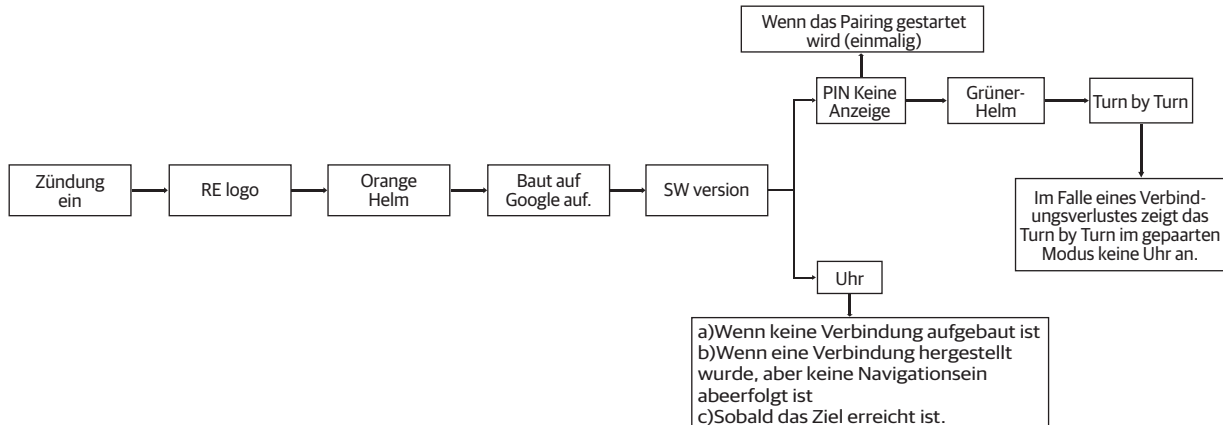 Wenn das Pairing gestartet
wird (einmalig)
PIN Keine
Anzeige
Grüner-
Helm
Turn by Turn
Zündung
ein
RE logo
Orange
Helm
Baut auf
Google auf.
SW version
Im Falle eines Verbind-
ungsverlustes zeigt das
Turn by Turn im gepaarten
Modus keine Uhr an.
Uhr
a)Wenn keine Verbindung aufgebaut ist
b)Wenn eine Verbindung hergestellt
wurde, aber keine Navigationsein
abeerfolgt ist
c)Sobald das Ziel erreicht ist.